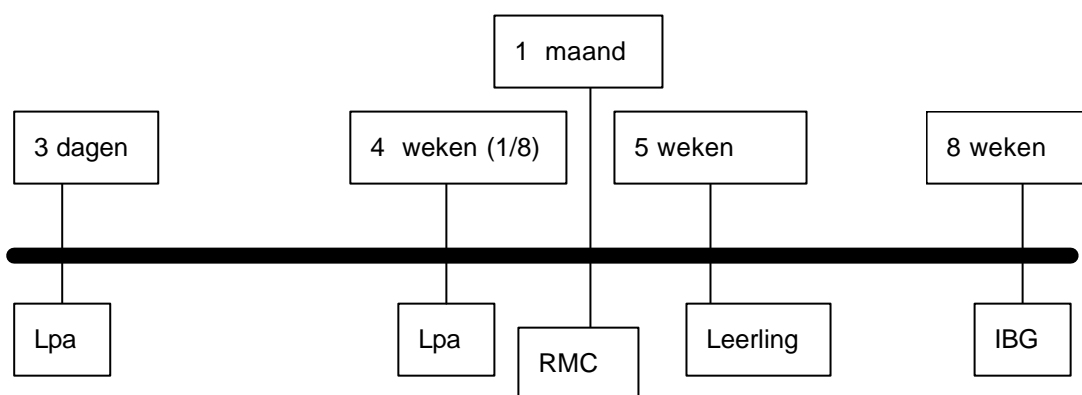 1 maand
3 dagen
4 weken (1/8)
5 weken
8 weken
Lpa
Lpa
RMC
Leerling
IBG